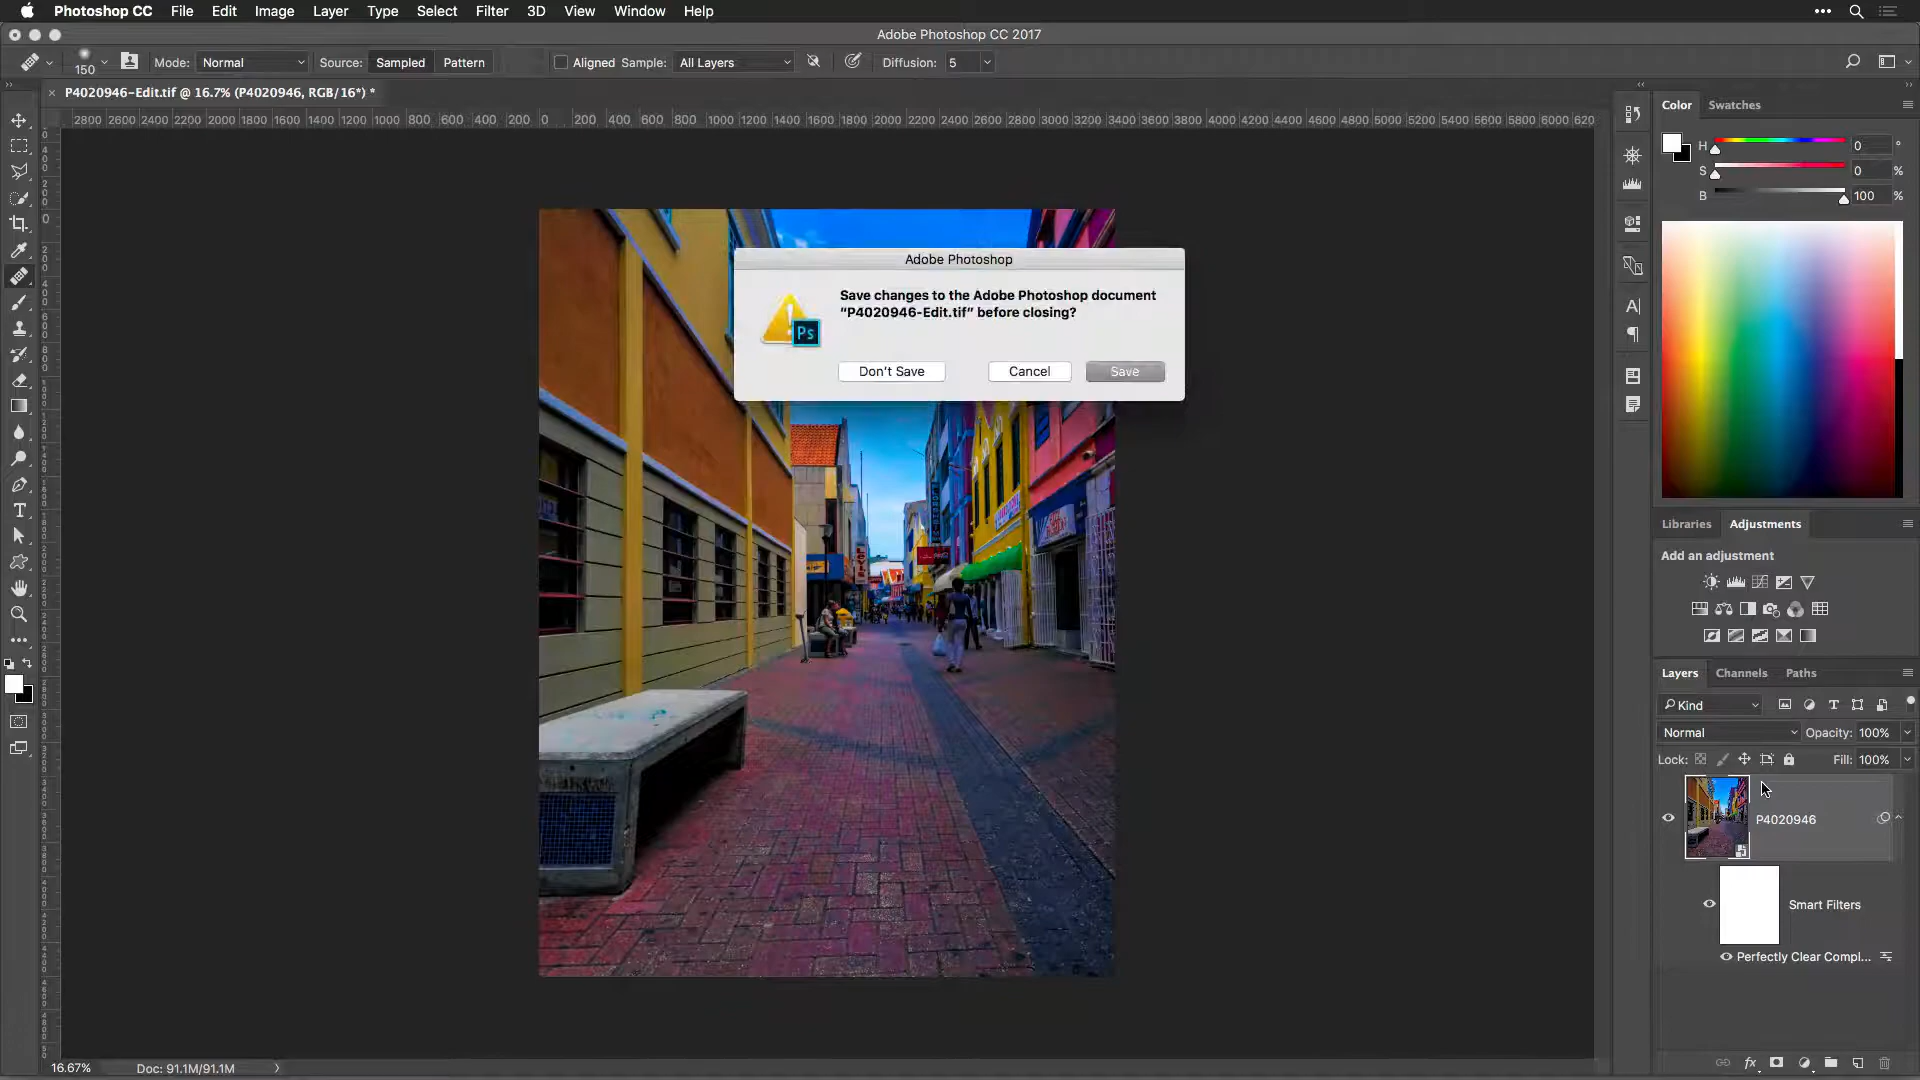 Photoshop CC File Edit Image Layer Type Select Filter 3D View Window Help
Adobe Photoshop CC 2017
150 Mode: Normal Source: Sampled Pattern Aligned Sample: All Layers Diffusion: 5
P4020946-Edit.tif @ 16.7% (P4020946, RGB/16*) *
2800 2600 2400 2200 2000 1800 1600 1400 1200 1000 800 600 400 200 0 200 400 600 800 1000 1200 1400 1600 1800 2000 2200 2400 2600 2800 3000 3200 3400 3600 3800 4000 4200 4400 4600 4800 5000 5200 5400 5600 5800 6000 620
Color Swatches
H 0 °
S 0 %
B 100 %
Adobe Photoshop
Save changes to the Adobe Photoshop document
“P4020946-Edit.tif” before closing?
Ps
Don't Save Cancel Save
Libraries Adjustments
Add an adjustment
Layers Channels Paths
Kind
Normal Opacity: 100%
Lock: Fill: 100%
P4020946
Smart Filters
Perfectly Clear Compl...
16.67% Doc: 91.1M/91.1M